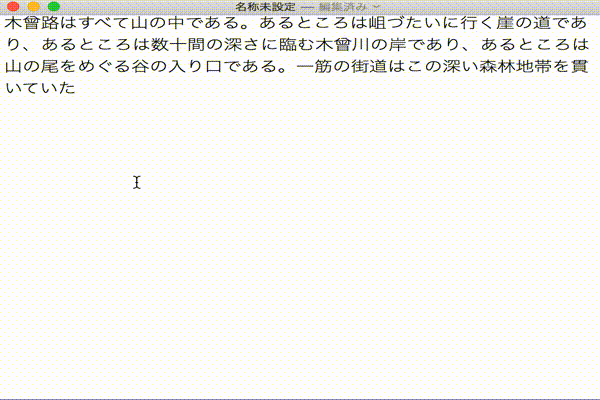 名称未設定 — 編集済み
木曾路はすべて山の中である。あるところは岨づたいに行く崖の道であ
り、あるところは数十間の深さに臨む木曾川の岸であり、あるところは
山の尾をめぐる谷の入り口である。一筋の街道はこの深い森林地帯を貫
いていた